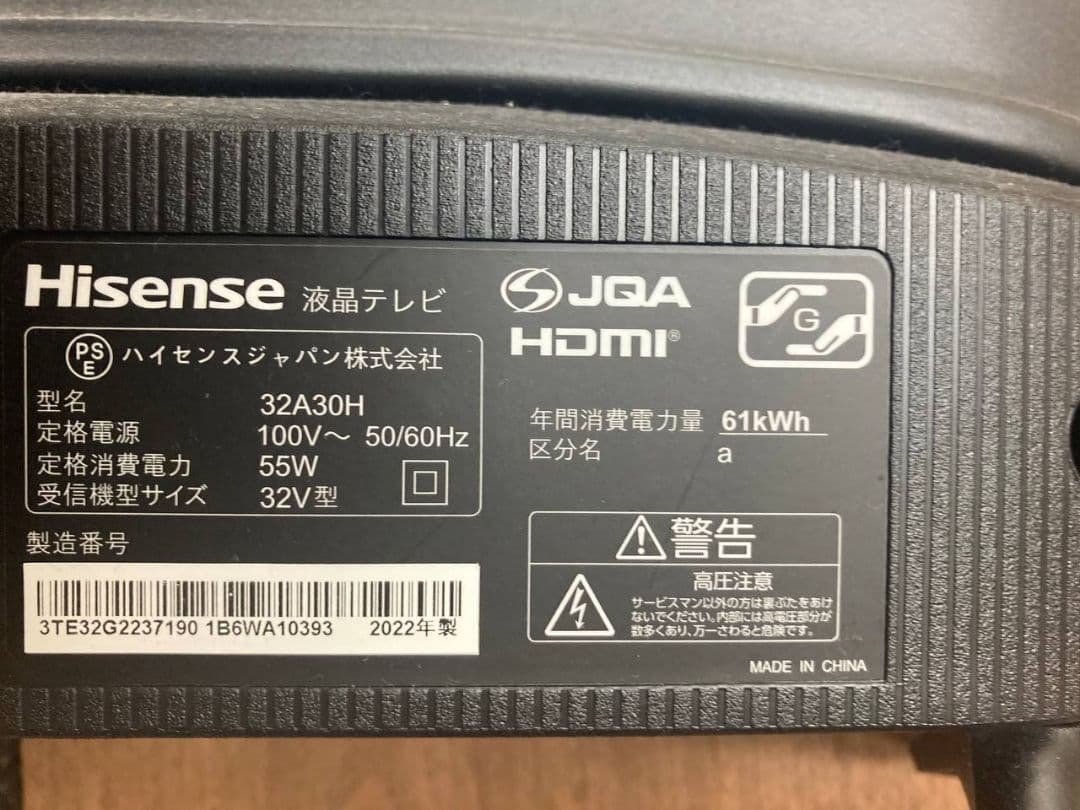 Hisense 液晶テレビ
PSE ハイセンスジャパン株式会社
型名 32A30H
定格電源 100V～ 50/60Hz
定格消費電力 55W
受信機型サイズ 32V型
製造番号
3TE32G2237190 1B6WA10393 2022年製
JQA
HDMI®
G
年間消費電力量 61kWh
区分名 a
警告
高圧注意
サービスマン以外の方は裏ぶたをあけ
ないでください。内部には高電圧部分が
数多くあり、万一さわると危険です。
MADE IN CHINA